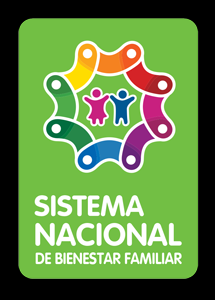 SISTEMA
NACIONAL
DE BIENESTAR FAMILIAR